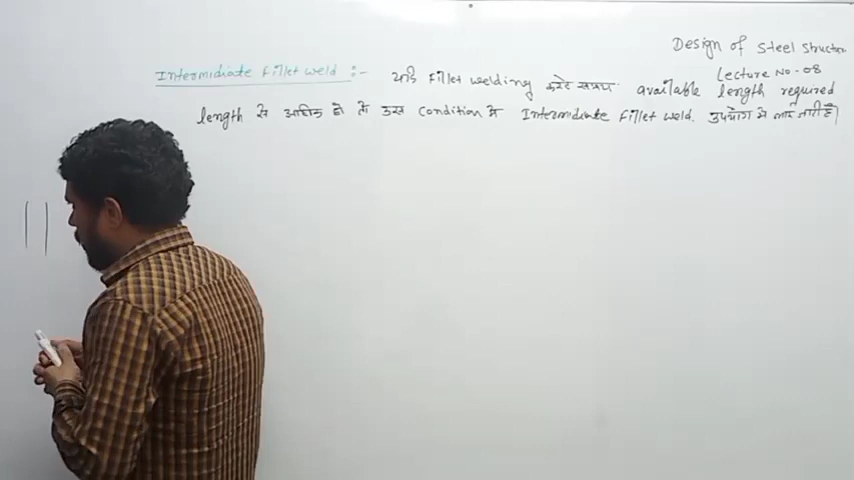 Design of Steel Structure
Lecture No-08
Intermidiate Fillet weld :- यदि Fillet welding करते समय available length required
length से अधिक हो तो उस Condition मे Intermidiate Fillet weld. उपयोग मे लाई जाती है।